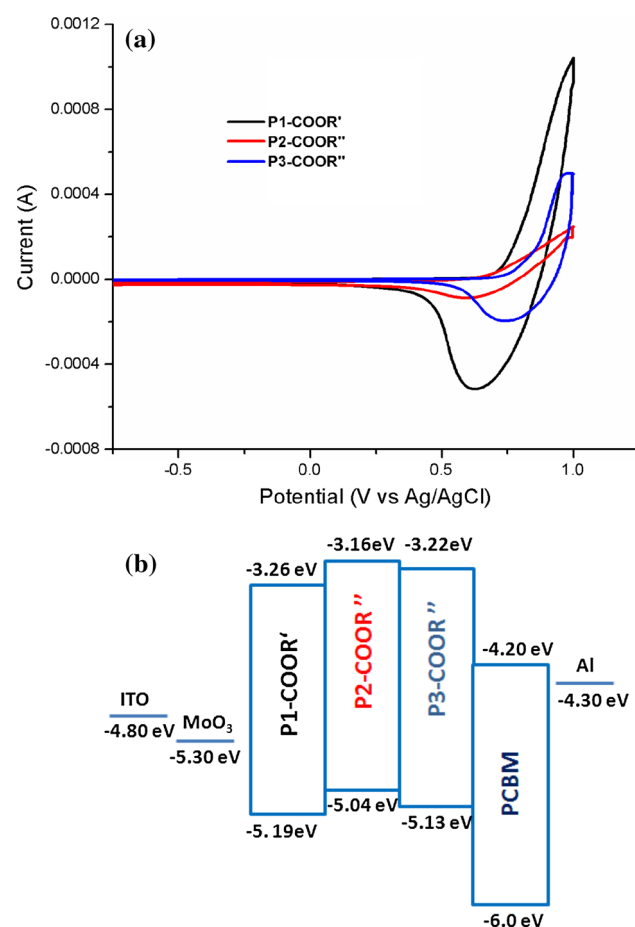 (a)
0.0012
0.0008
0.0004
0.0000
-0.0004
-0.0008
Current (A)
P1-COOR'
P2-COOR"
P3-COOR"
-0.5
0.0
0.5
1.0
Potential (V vs Ag/AgCl)
(b)
-3.26 eV
-3.16eV
-3.22eV
P1-COOR‘
P2-COOR”
P3-COOR”
-4.20 eV
Al
-4.30 eV
ITO
-4.80 eV
MoO₃
-5.30 eV
PCBM
-5.19eV
-5.04 eV
-5.13 eV
-6.0 eV